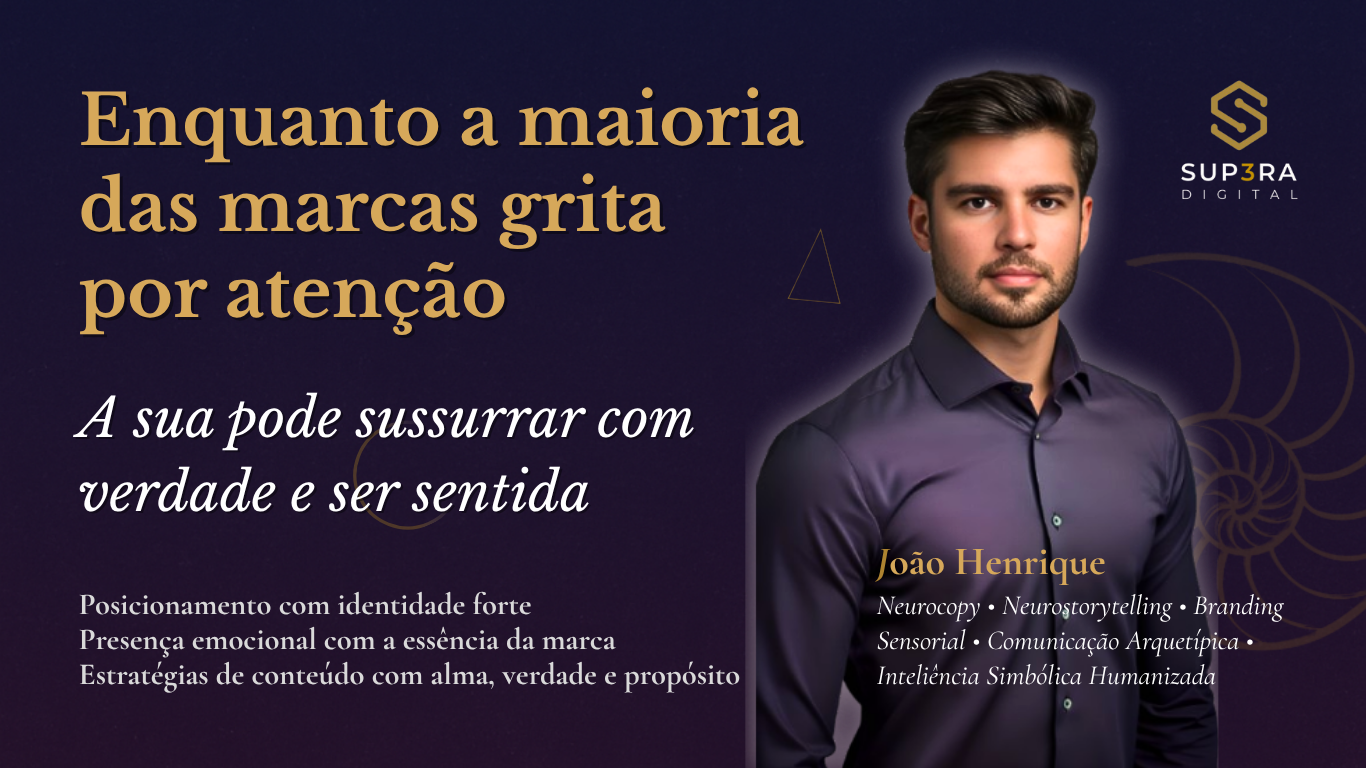 Enquanto a maioria
das marcas grita
por atenção
A sua pode sussurrar com
verdade e ser sentida
Posicionamento com identidade forte
Presença emocional com a essência da marca
Estratégias de conteúdo com alma, verdade e propósito
SUP3RA
DIGITAL
João Henrique
Neurocopy • Neurostorytelling • Branding
Sensorial • Comunicação Arquetípica •
Inteliência Simbólica Humanizada